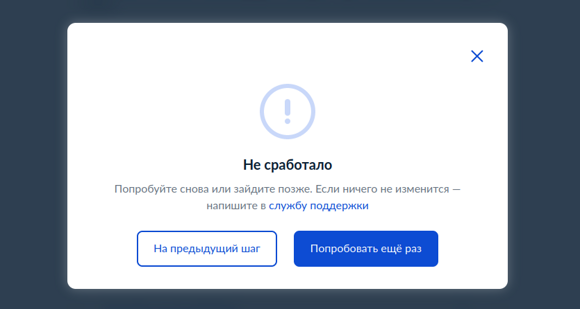 Не сработало
Попробуйте снова или зайдите позже. Если ничего не изменится —
напишите в службу поддержки
На предыдущий шаг
Попробовать ещё раз